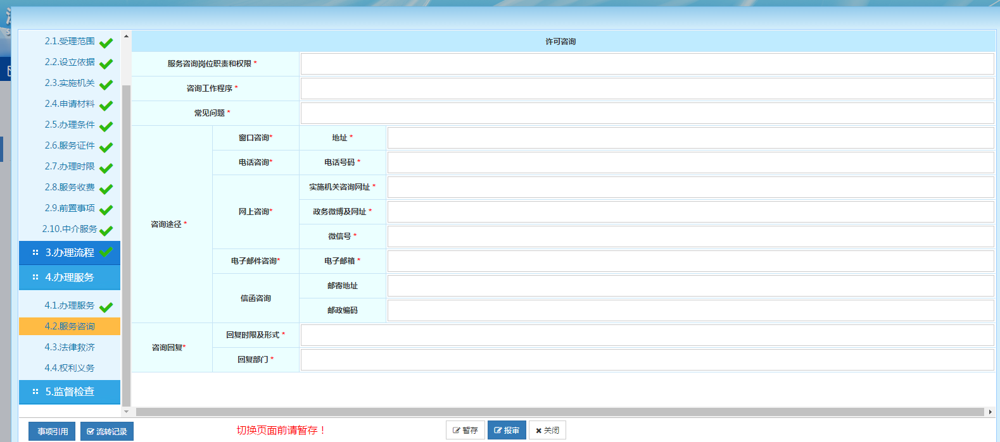 2.1.受理范围
2.2.设立依据
2.3.实施机关
2.4.申请材料
2.5.办理条件
2.6.服务证件
2.7.办理时限
2.8.服务收费
2.9.前置事项
2.10.中介服务
3.办理流程
4.办理服务
4.1.办理服务
4.2.服务咨询
4.3.法律救济
4.4.权利义务
5.监督检查
许可咨询
服务咨询岗位职责和权限 *
咨询工作程序 *
常见问题 *
咨询途径 *
窗口咨询*
地址 *
电话咨询*
电话号码 *
网上咨询*
实施机关咨询网址 *
政务微博及网址 *
微信号 *
电子邮件咨询*
电子邮箱 *
信函咨询
邮寄地址
邮政编码
咨询回复*
回复时限及形式 *
回复部门 *
事项引用
流转记录
切换页面前请暂存！
暂存
报审
关闭